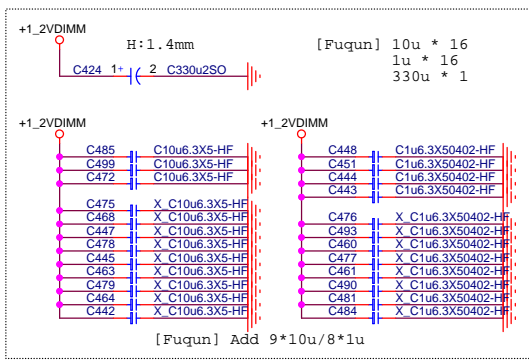 +1_2VDIMM
H:1.4mm
[Fuqun] 10u * 16
1u * 16
330u * 1
C424 1+ 2 C330u2SO
+1_2VDIMM
C485 C10u6.3X5-HF
C499 C10u6.3X5-HF
C472 C10u6.3X5-HF
C475 X_C10u6.3X5-HF
C468 X_C10u6.3X5-HF
C447 X_C10u6.3X5-HF
C478 X_C10u6.3X5-HF
C445 X_C10u6.3X5-HF
C463 X_C10u6.3X5-HF
C479 X_C10u6.3X5-HF
C464 X_C10u6.3X5-HF
C442 X_C10u6.3X5-HF
+1_2VDIMM
C448 C1u6.3X50402-HF
C451 C1u6.3X50402-HF
C444 C1u6.3X50402-HF
C443 C1u6.3X50402-HF
C476 X_C1u6.3X50402-HF
C493 X_C1u6.3X50402-HF
C460 X_C1u6.3X50402-HF
C477 X_C1u6.3X50402-HF
C461 X_C1u6.3X50402-HF
C490 X_C1u6.3X50402-HF
C481 X_C1u6.3X50402-HF
C484 X_C1u6.3X50402-HF
[Fuqun] Add 9*10u/8*1u